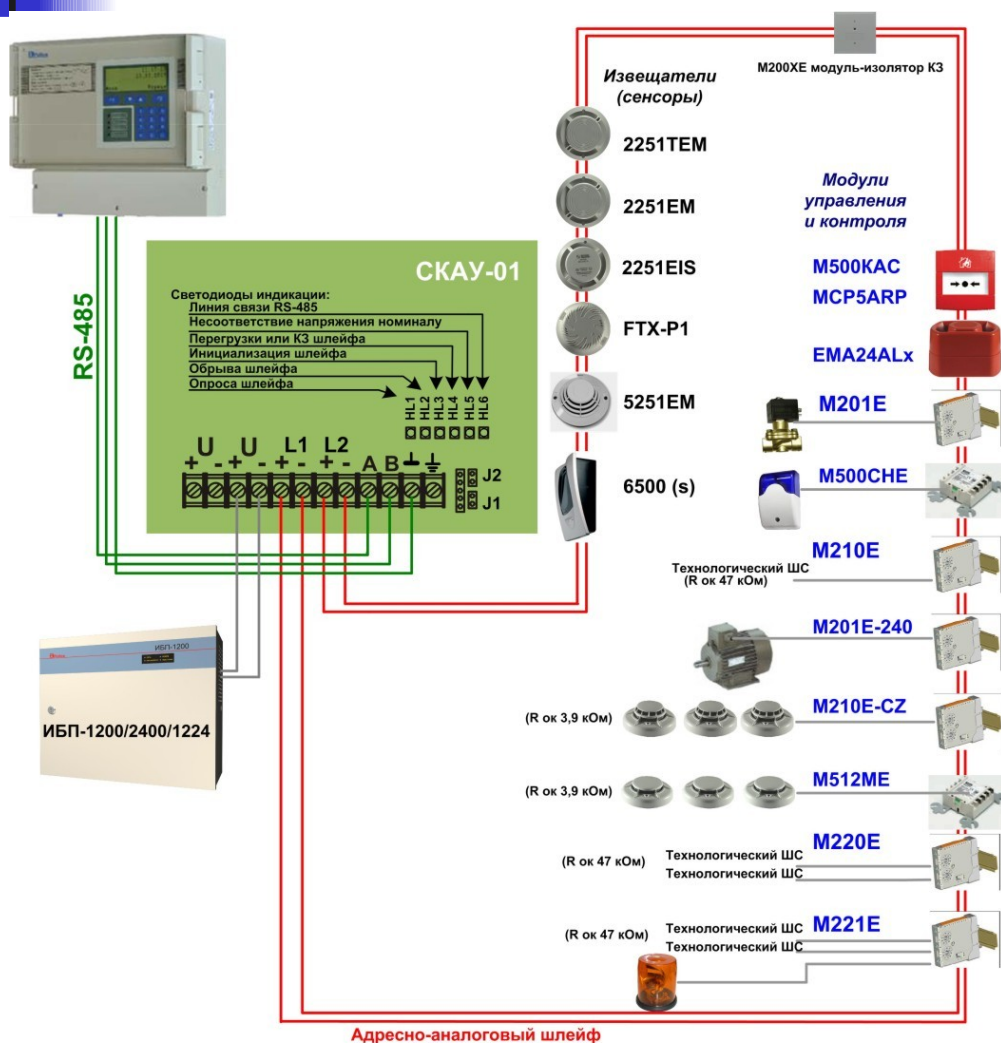 М200ХЕ модуль-изолятор КЗ
Извещатели
(сенсоры)
2251TEM
2251EM
2251EIS
FTX-P1
5251EM
6500 (s)
Модули
управления
и контроля
М500КАС
MCP5ARP
EMA24ALx
M201E
M500CHE
M210E
Технологический ШС
(R ок 47 кОм)
M201E-240
M210E-CZ
(R ок 3,9 кОм)
M512ME
(R ок 3,9 кОм)
M220E
(R ок 47 кОм)
Технологический ШС
Технологический ШС
M221E
(R ок 47 кОм)
Технологический ШС
Технологический ШС
RS-485
СКАУ-01
Светодиоды индикации:
Линия связи RS-485
Несоответствие напряжения номиналу
Перегрузки или КЗ шлейфа
Инициализация шлейфа
Обрыва шлейфа
Опроса шлейфа
HL1 HL2 HL3 HL4 HL5 HL6
U U L1 L2
+ - + - + - + - A B
J2
J1
ИБП-1200
ИБП-1200/2400/1224
Адресно-аналоговый шлейф